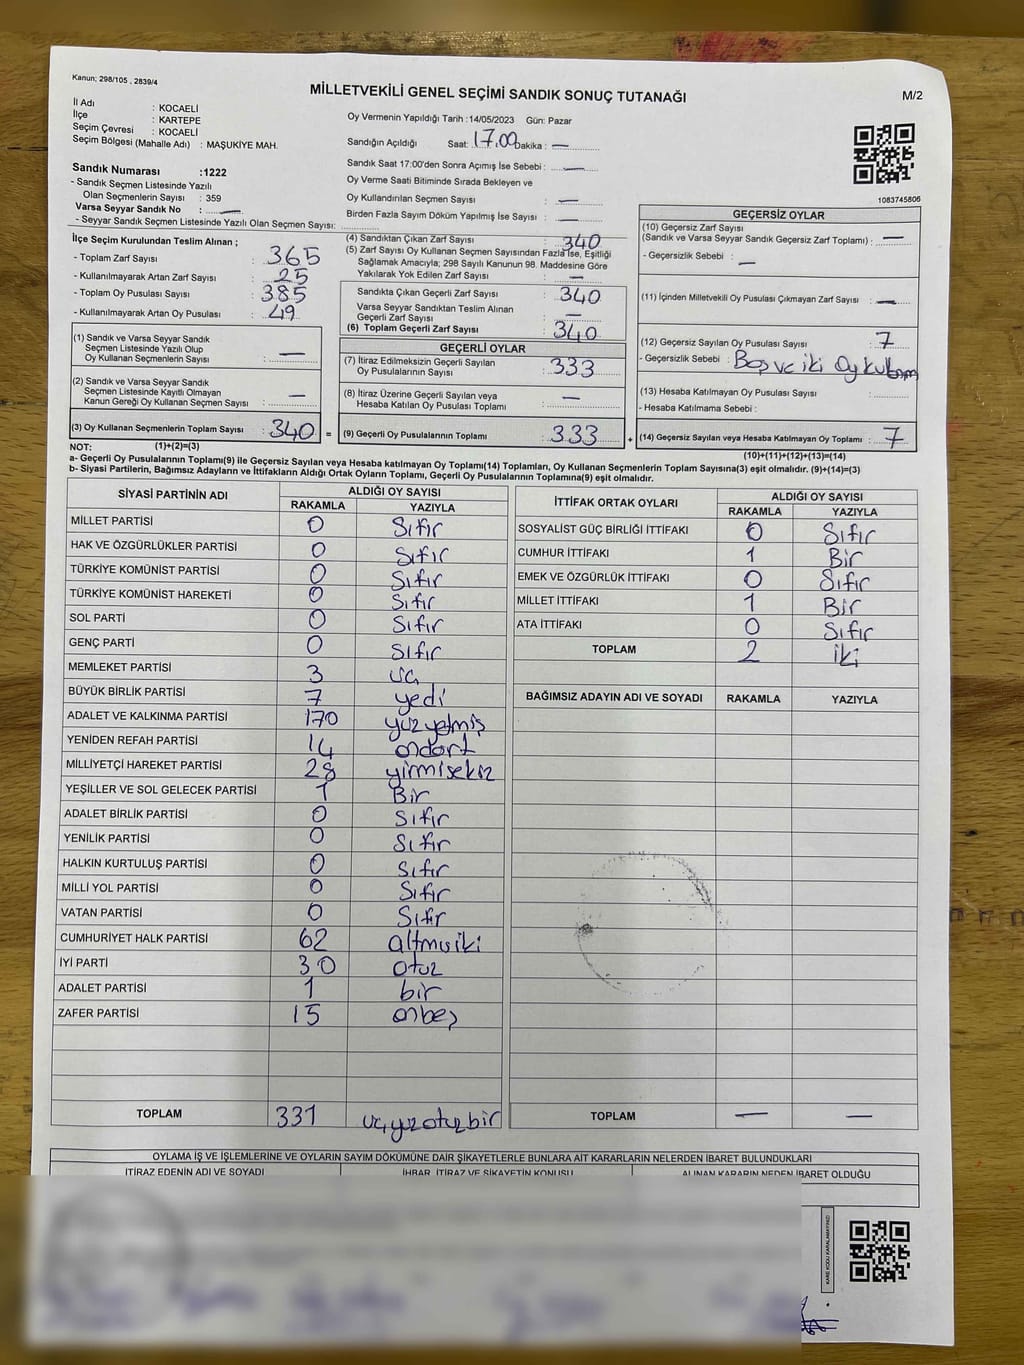 Kanun; 298/105 , 2839/4
MİLLETVEKİLİ GENEL SEÇİMİ SANDIK SONUÇ TUTANAĞI
M/2
İl Adı : KOCAELİ
İlçe : KARTEPE
Seçim Çevresi : KOCAELİ
Seçim Bölgesi (Mahalle Adı) : MAŞUKİYE MAH.
Sandık Numarası :1222
- Sandık Seçmen Listesinde Yazılı
Olan Seçmenlerin Sayısı : 359
Varsa Seyyar Sandık No : —
- Seyyar Sandık Seçmen Listesinde Yazılı Olan Seçmen Sayısı:
Oy Vermenin Yapıldığı Tarih :14/05/2023 Gün: Pazar
Sandığın Açıldığı Saat: 17.00 Dakika : —
Sandık Saat 17:00'den Sonra Açımış İse Sebebi : —
Oy Verme Saati Bitiminde Sırada Bekleyen ve
Oy Kullandırılan Seçmen Sayısı : —
Birden Fazla Sayım Döküm Yapılmış İse Sayısı : —
1083745806
İlçe Seçim Kurulundan Teslim Alınan ;
- Toplam Zarf Sayısı : 365
- Kullanılmayarak Artan Zarf Sayısı : 25
- Toplam Oy Pusulası Sayısı : 385
- Kullanılmayarak Artan Oy Pusulası : 49
(1) Sandık ve Varsa Seyyar Sandık
Seçmen Listesinde Yazılı Olup
Oy Kullanan Seçmenlerin Sayısı : —
(2) Sandık ve Varsa Seyyar Sandık
Seçmen Listesinde Kayıtlı Olmayan
Kanun Gereği Oy Kullanan Seçmen Sayısı : —
(3) Oy Kullanan Seçmenlerin Toplam Sayısı : 340 =
(4) Sandıktan Çıkan Zarf Sayısı : 340
(5) Zarf Sayısı Oy Kullanan Seçmen Sayısından Fazla İse, Eşitliği
Sağlamak Amacıyla; 298 Sayılı Kanunun 98. Maddesine Göre
Yakılarak Yok Edilen Zarf Sayısı : —
Sandıkta Çıkan Geçerli Zarf Sayısı : 340
Varsa Seyyar Sandıktan Teslim Alınan
Geçerli Zarf Sayısı : —
(6) Toplam Geçerli Zarf Sayısı : 340
GEÇERLİ OYLAR
(7) İtiraz Edilmeksizin Geçerli Sayılan
Oy Pusulalarının Sayısı : 333
(8) İtiraz Üzerine Geçerli Sayılan veya
Hesaba Katılan Oy Pusulası Toplamı : —
(9) Geçerli Oy Pusulalarının Toplamı : 333 +
GEÇERSİZ OYLAR
(10) Geçersiz Zarf Sayısı
(Sandık ve Varsa Seyyar Sandık Geçersiz Zarf Toplamı) : —
- Geçersizlik Sebebi : —
(11) İçinden Milletvekili Oy Pusulası Çıkmayan Zarf Sayısı : —
(12) Geçersiz Sayılan Oy Pusulası Sayısı : 7
- Geçersizlik Sebebi : Boş ve iki Oy
(13) Hesaba Katılmayan Oy Pusulası Sayısı :
- Hesaba Katılmama Sebebi :
(14) Geçersiz Sayılan veya Hesaba Katılmayan Oy Toplamı : 7
NOT: (1)+(2)=(3) (10)+(11)+(12)+(13)=(14)
a- Geçerli Oy Pusulalarının Toplamı(9) ile Geçersiz Sayılan veya Hesaba katılmayan Oy Toplamı(14) Toplamları, Oy Kullanan Seçmenlerin Toplam Sayısına(3) eşit olmalıdır. (9)+(14)=(3)
b- Siyasi Partilerin, Bağımsız Adayların ve İttifakların Aldığı Ortak Oyların Toplamı, Geçerli Oy Pusulalarının Toplamına(9) eşit olmalıdır.
SİYASİ PARTİNİN ADI ALDIĞI OY SAYISI
RAKAMLA YAZIYLA
MİLLET PARTİSİ 0 Sıfır
HAK VE ÖZGÜRLÜKLER PARTİSİ 0 Sıfır
TÜRKİYE KOMÜNİST PARTİSİ 0 Sıfır
TÜRKİYE KOMÜNİST HAREKETİ 0 Sıfır
SOL PARTİ 0 Sıfır
GENÇ PARTİ 0 Sıfır
MEMLEKET PARTİSİ 3 üç
BÜYÜK BİRLİK PARTİSİ 7 yedi
ADALET VE KALKINMA PARTİSİ 170 yüz yetmiş
YENİDEN REFAH PARTİSİ 14 ondört
MİLLİYETÇİ HAREKET PARTİSİ 28 yirmisekiz
YEŞİLLER VE SOL GELECEK PARTİSİ 1 Bir
ADALET BİRLİK PARTİSİ 0 Sıfır
YENİLİK PARTİSİ 0 Sıfır
HALKIN KURTULUŞ PARTİSİ 0 Sıfır
MİLLİ YOL PARTİSİ 0 Sıfır
VATAN PARTİSİ 0 Sıfır
CUMHURİYET HALK PARTİSİ 62 altmışiki
İYİ PARTİ 30 otuz
ADALET PARTİSİ 1 bir
ZAFER PARTİSİ 15 onbeş
TOPLAM 331 üçyüzotuzbir
İTTİFAK ORTAK OYLARI ALDIĞI OY SAYISI
RAKAMLA YAZIYLA
SOSYALİST GÜÇ BİRLİĞİ İTTİFAKI 0 Sıfır
CUMHUR İTTİFAKI 1 Bir
EMEK VE ÖZGÜRLÜK İTTİFAKI 0 Sıfır
MİLLET İTTİFAKI 1 Bir
ATA İTTİFAKI 0 Sıfır
TOPLAM 2 iki
BAĞIMSIZ ADAYIN ADI VE SOYADI RAKAMLA YAZIYLA
TOPLAM — —
OYLAMA İŞ VE İŞLEMLERİNE VE OYLARIN SAYIM DÖKÜMÜNE DAİR ŞİKAYETLERLE BUNLARA AİT KARARLARIN NELERDEN İBARET BULUNDUKLARI
İTİRAZ EDENİN ADI VE SOYADI İHBAR, İTİRAZ VE ŞİKAYETİN KONUSU ALINAN KARARIN NEDEN İBARET OLDUĞU
KARE KODU KARALAMAYINIZ!